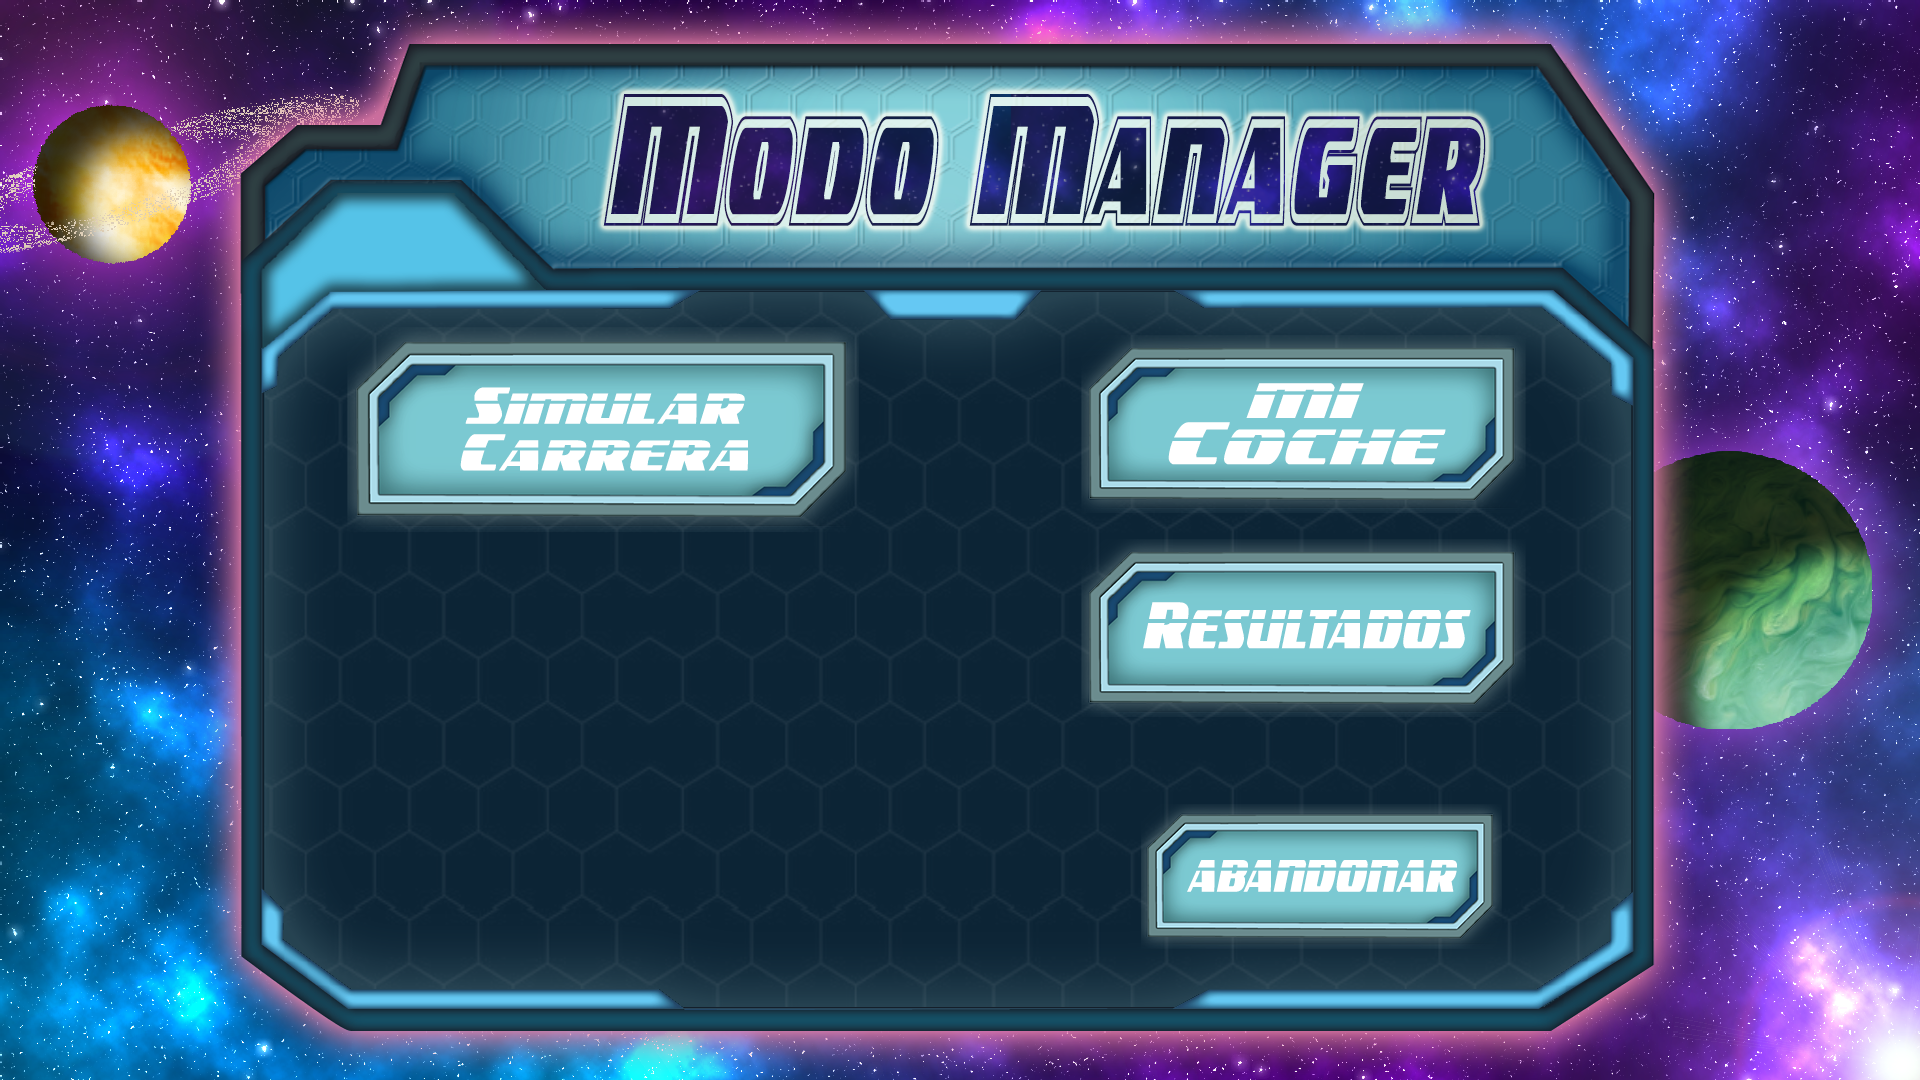 Modo Manager
Simular
Carrera
mi
Coche
Resultados
abandonar